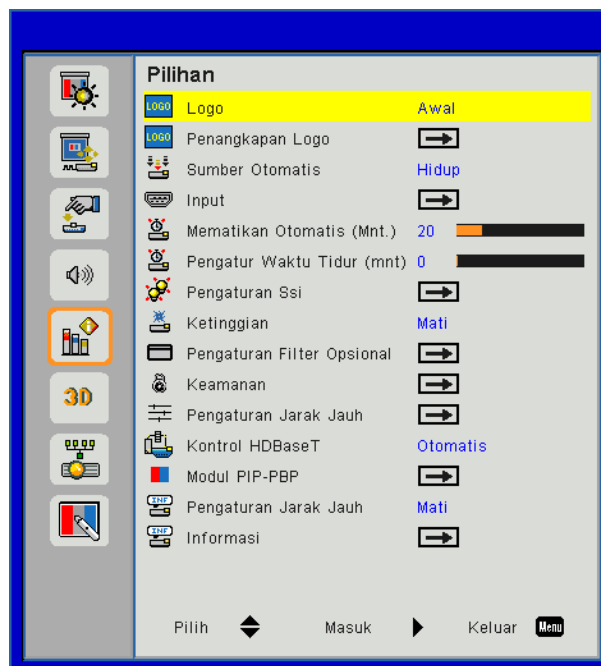 Pilihan
LOGO Logo Awal
LOGO Penangkapan Logo
Sumber Otomatis Hidup
Input
Mematikan Otomatis (Mnt.) 20
Pengatur Waktu Tidur (mnt) 0
Pengaturan Ssi
Ketinggian Mati
Pengaturan Filter Opsional
Keamanan
3D
Pengaturan Jarak Jauh
Kontrol HDBaseT Otomatis
Modul PIP-PBP
INF Pengaturan Jarak Jauh Mati
INF Informasi
Pilih Masuk Keluar Menu